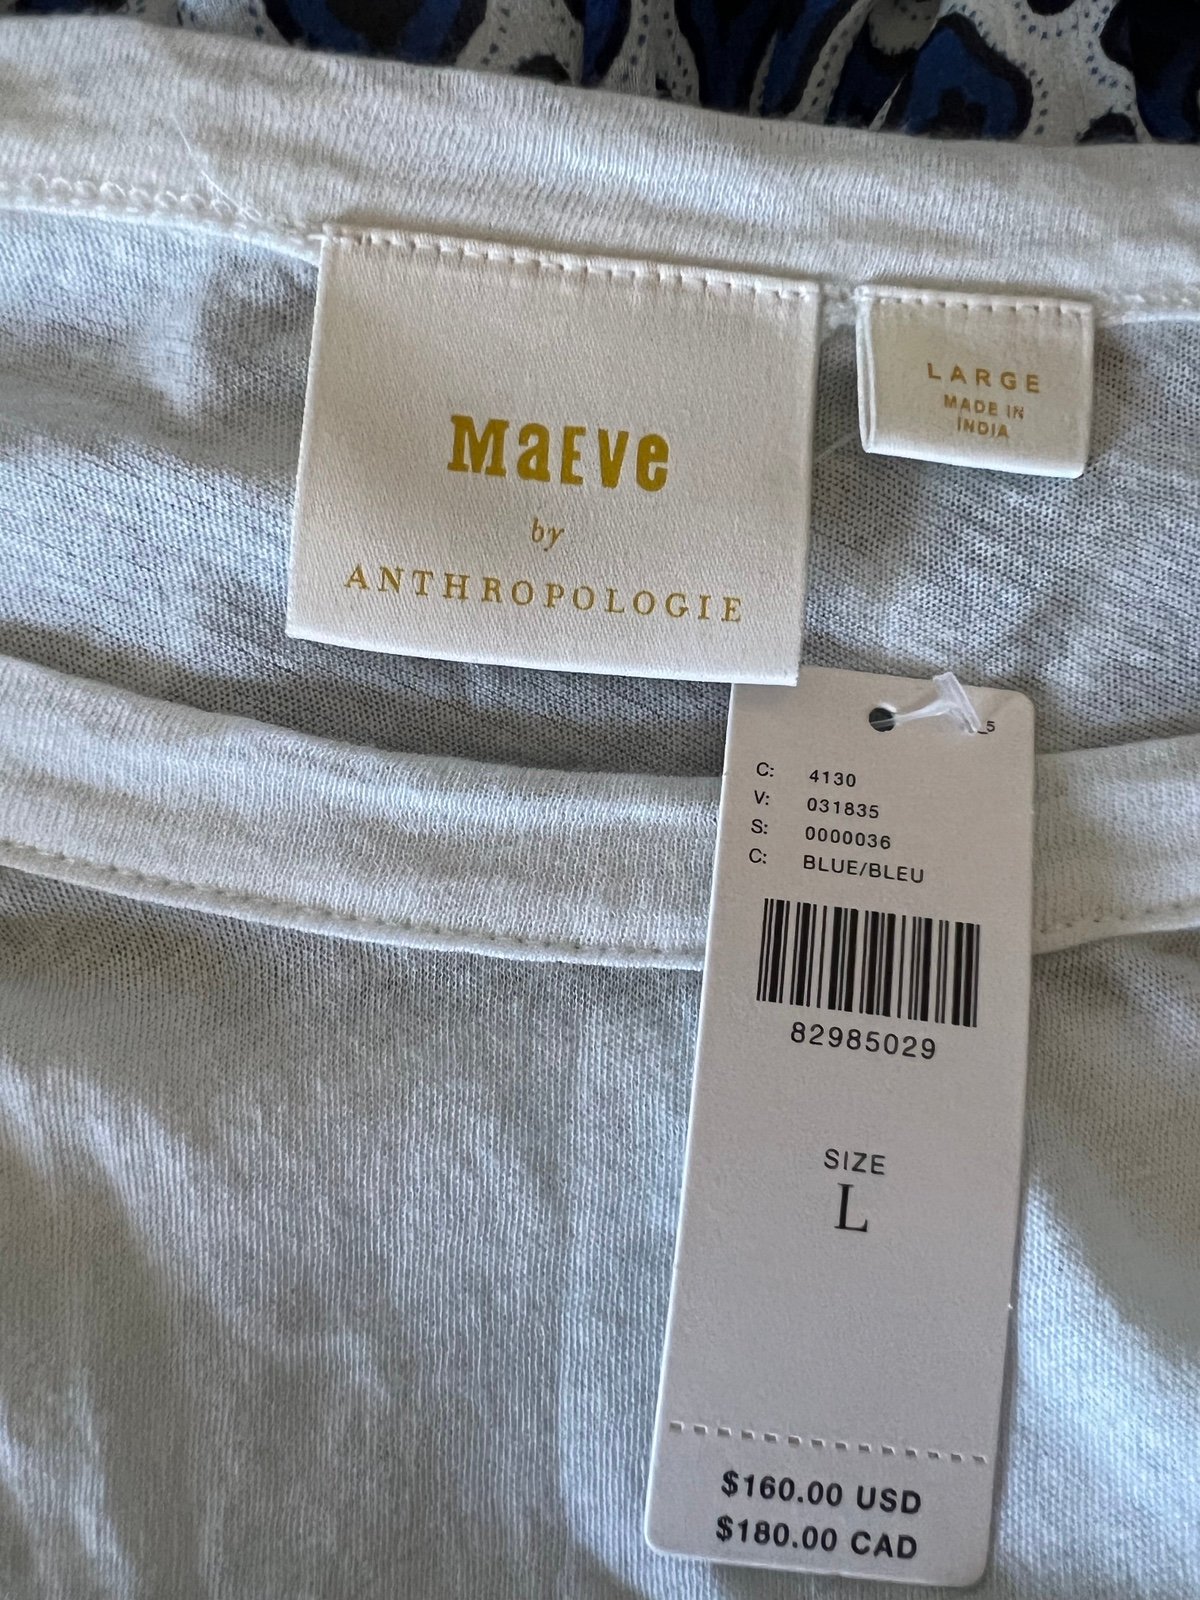 MaEve
by
ANTHROPOLOGIE
LARGE
MADE IN
INDIA
C: 4130
V: 031835
S: 0000036
C: BLUE/BLEU
82985029
SIZE
L
$160.00 USD
$180.00 CAD